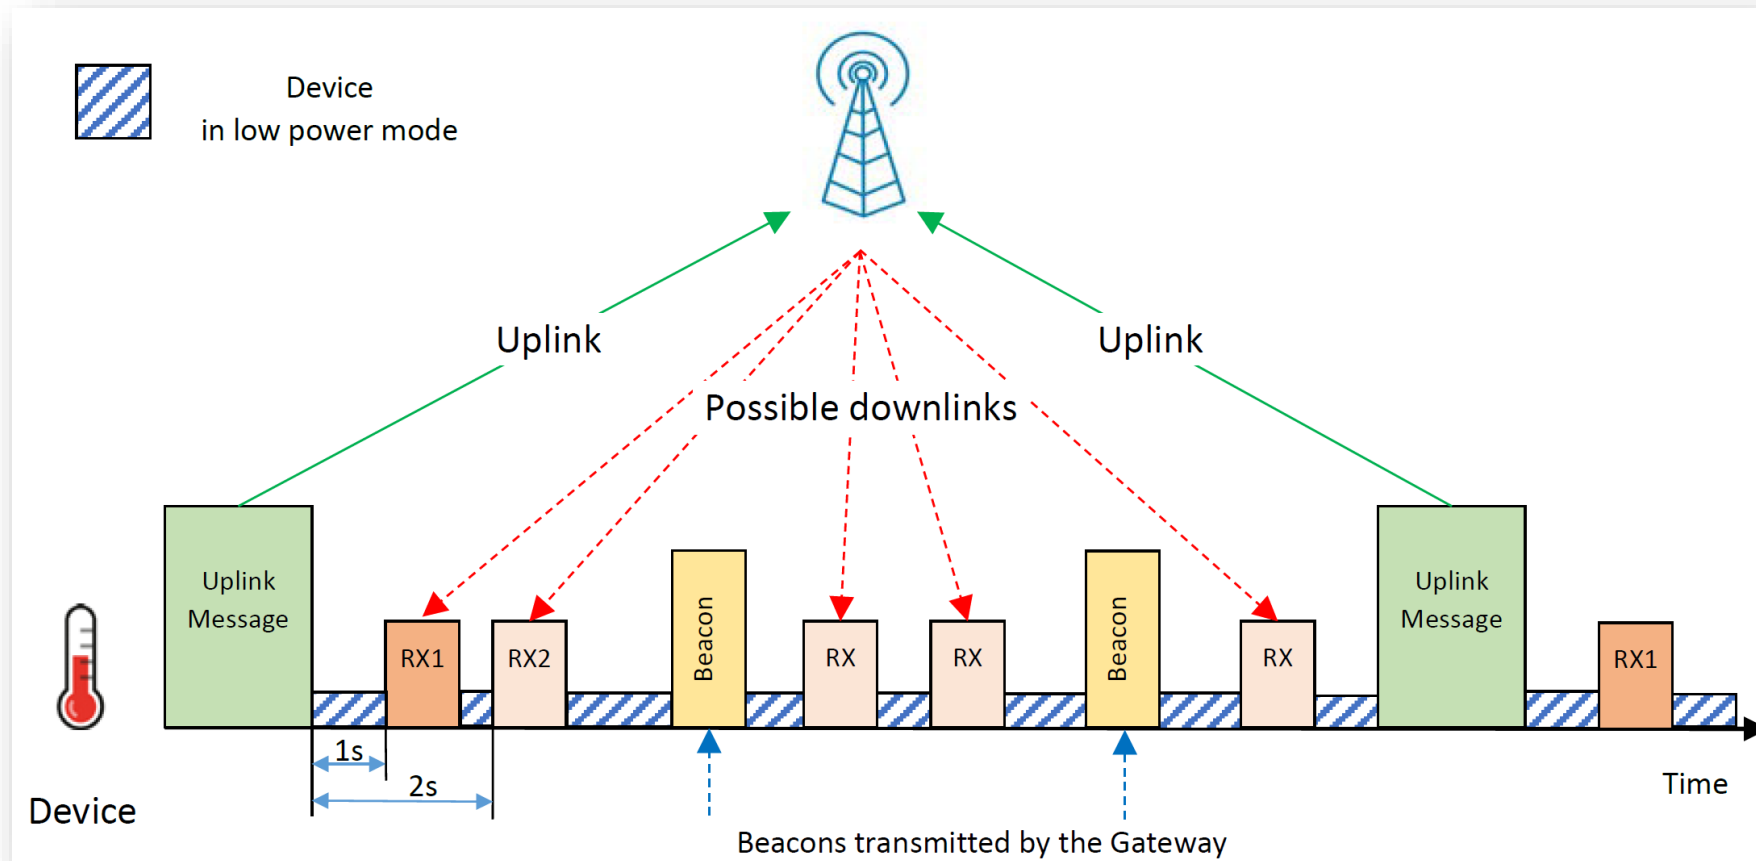 Device
in low power mode
Uplink
Uplink
Possible downlinks
Uplink
Message
RX1
RX2
Beacon
RX
RX
Beacon
RX
Uplink
Message
RX1
1s
2s
Time
Device
Beacons transmitted by the Gateway